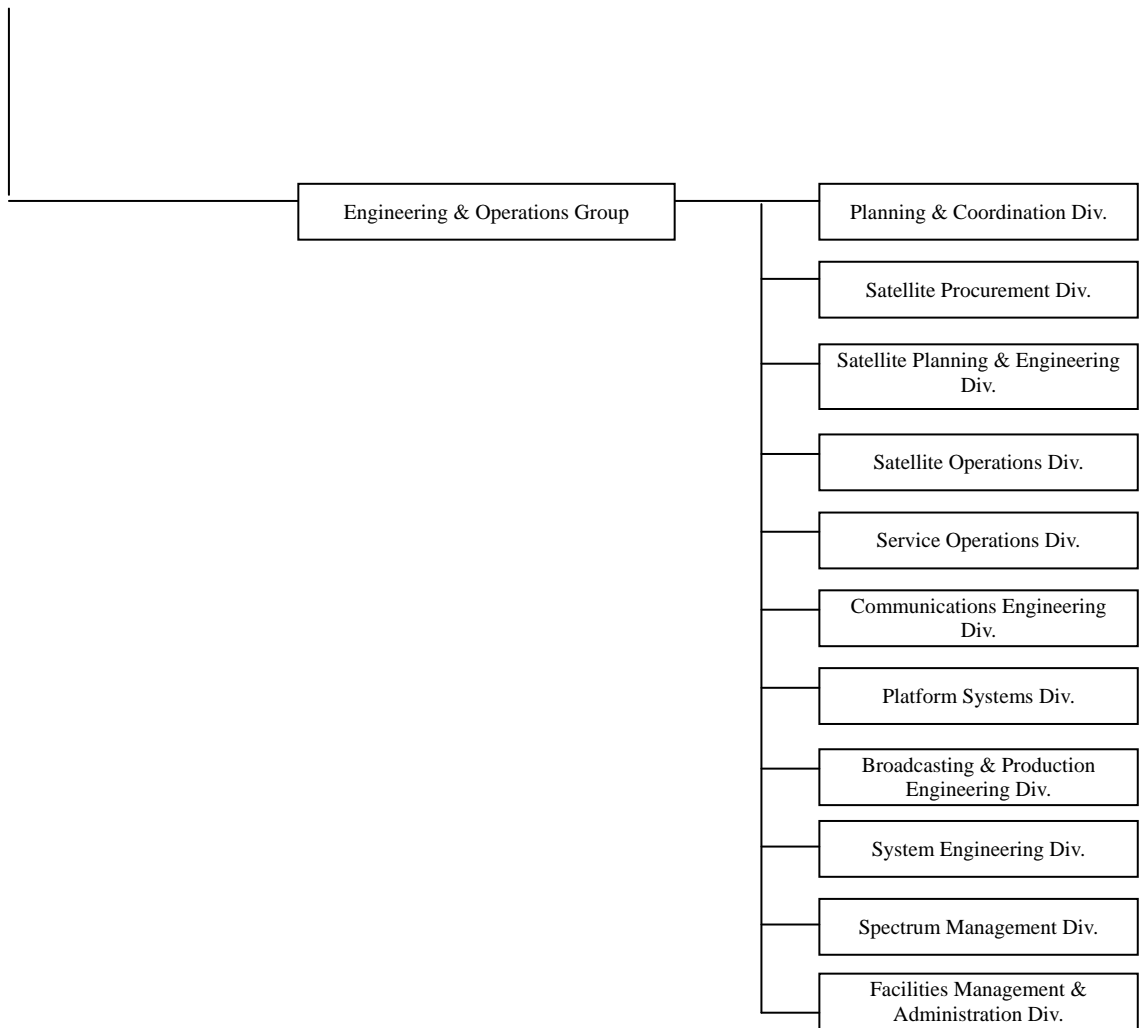 Engineering & Operations Group
Planning & Coordination Div.
Satellite Procurement Div.
Satellite Planning & Engineering
Div.
Satellite Operations Div.
Service Operations Div.
Communications Engineering
Div.
Platform Systems Div.
Broadcasting & Production
Engineering Div.
System Engineering Div.
Spectrum Management Div.
Facilities Management &
Administration Div.